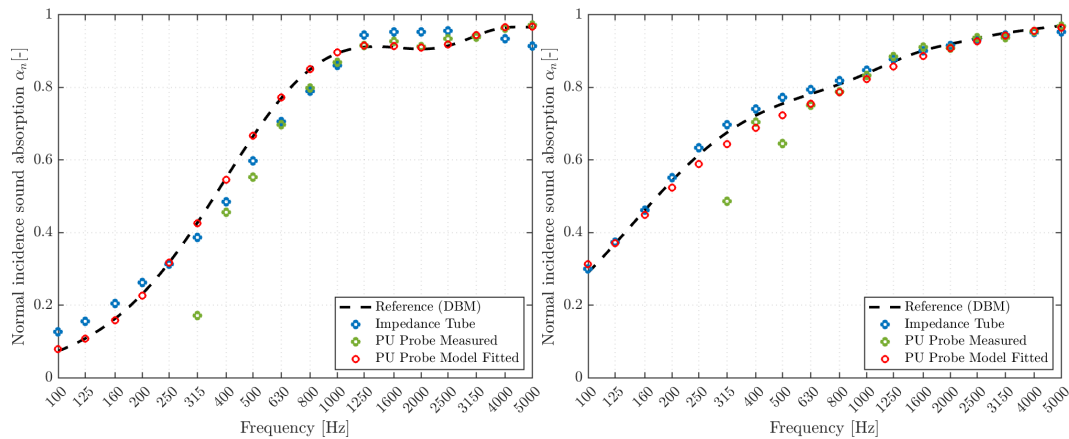 Normal incidence sound absorption αn[-]
1
0.8
0.6
0.4
0.2
0
100 125 160 200 250 315 400 500 630 800 1000 1250 1600 2000 2500 3150 4000 5000
Frequency [Hz]
Reference (DBM)
Impedance Tube
PU Probe Measured
PU Probe Model Fitted
Normal incidence sound absorption αn[-]
1
0.8
0.6
0.4
0.2
0
100 125 160 200 250 315 400 500 630 800 1000 1250 1600 2000 2500 3150 4000 5000
Frequency [Hz]
Reference (DBM)
Impedance Tube
PU Probe Measured
PU Probe Model Fitted